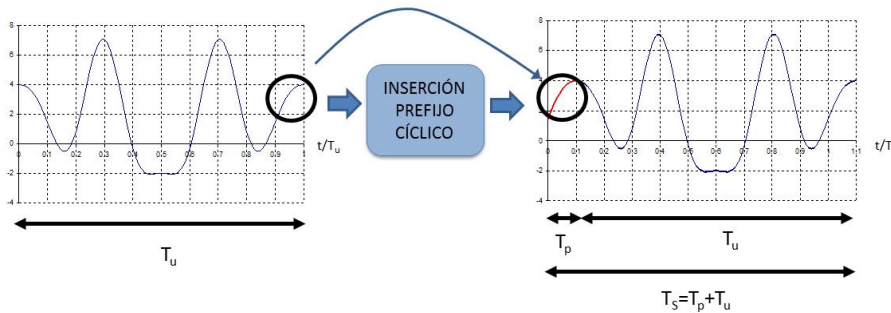 8
6
4
2
0
-2
-4
0 0.1 0.2 0.3 0.4 0.5 0.6 0.7 0.8 0.9 1
t/Tᵤ
Tᵤ
INSERCIÓN
PREFIJO
CÍCLICO
8
6
4
2
0
-2
-4
0 0.1 0.2 0.3 0.4 0.5 0.6 0.7 0.8 0.9 1 1.1
t/T
Tₚ
Tᵤ
Tₛ=Tₚ+Tᵤ